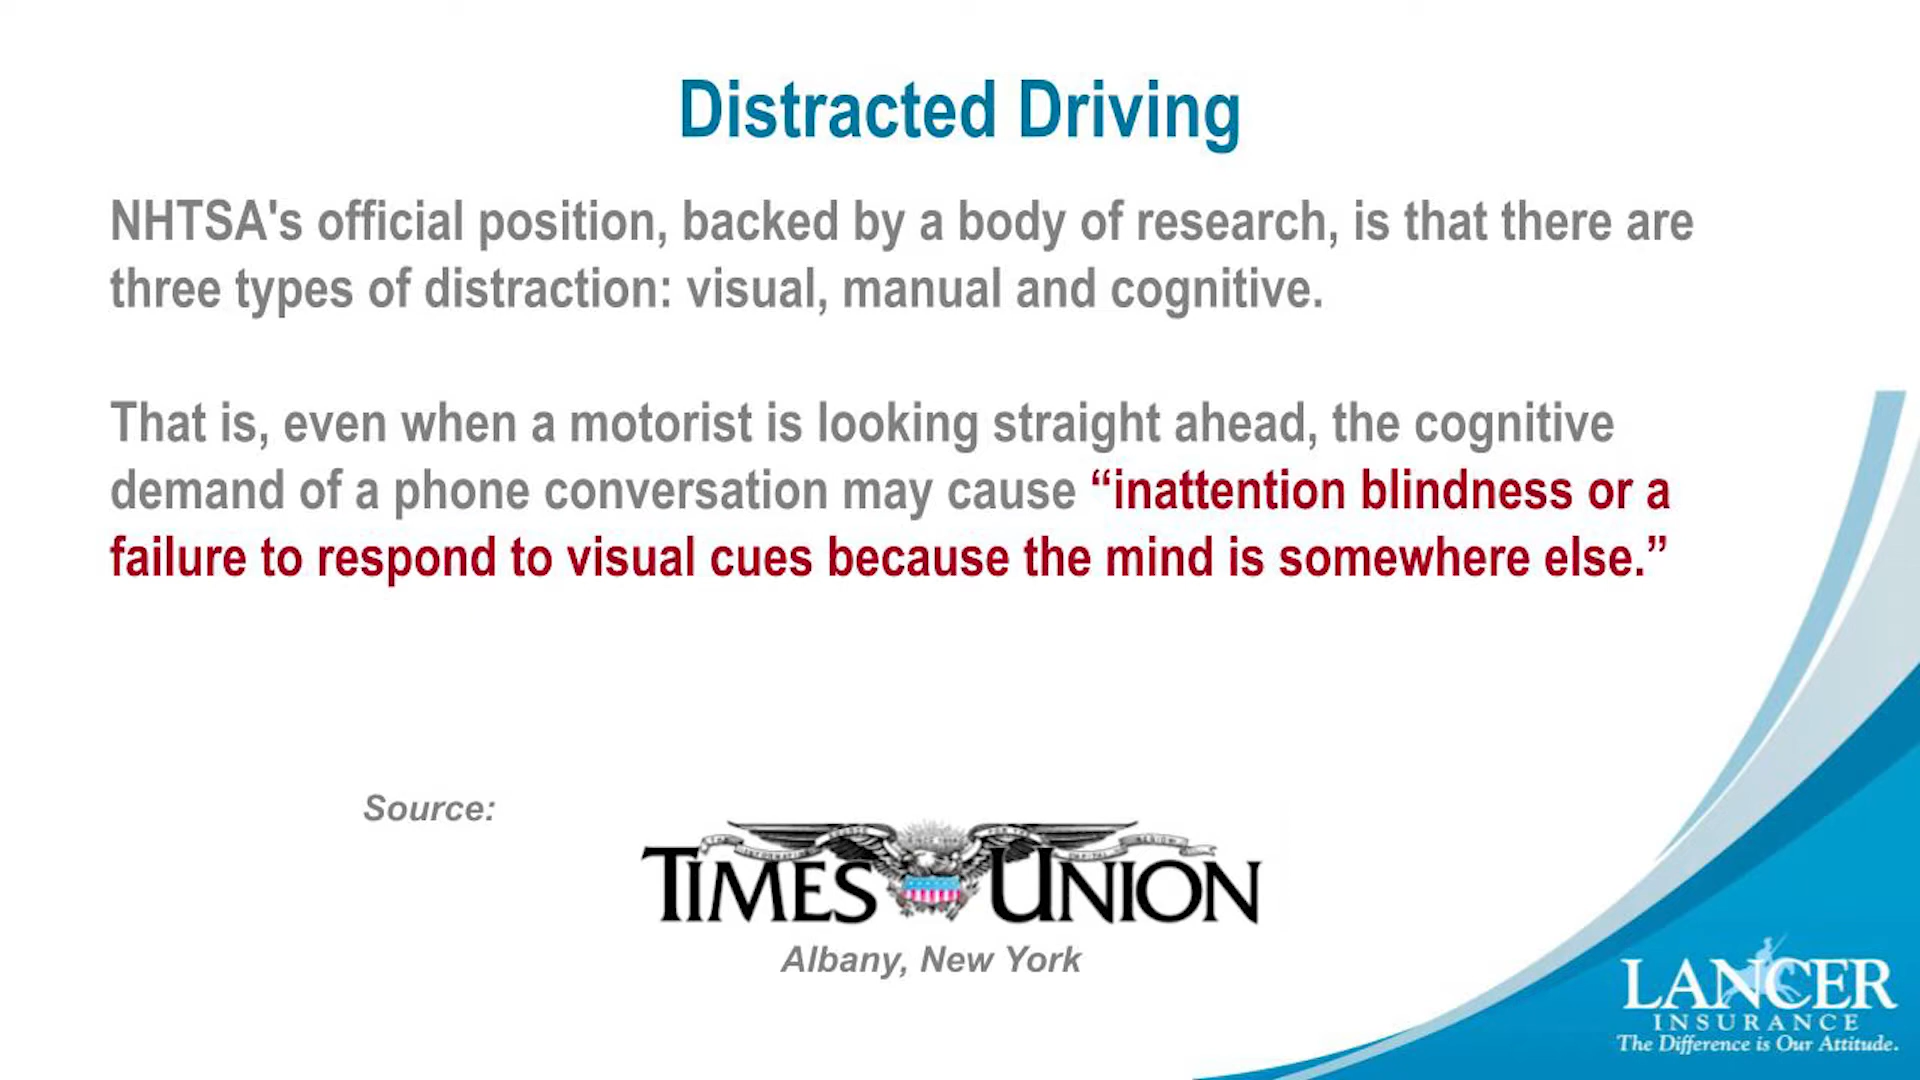 Distracted Driving
NHTSA's official position, backed by a body of research, is that there are
three types of distraction: visual, manual and cognitive.
That is, even when a motorist is looking straight ahead, the cognitive
demand of a phone conversation may cause “inattention blindness or a
failure to respond to visual cues because the mind is somewhere else.”
Source:
TIMES UNION
Albany, New York
LANCER
INSURANCE
The Difference is Our Attitude.